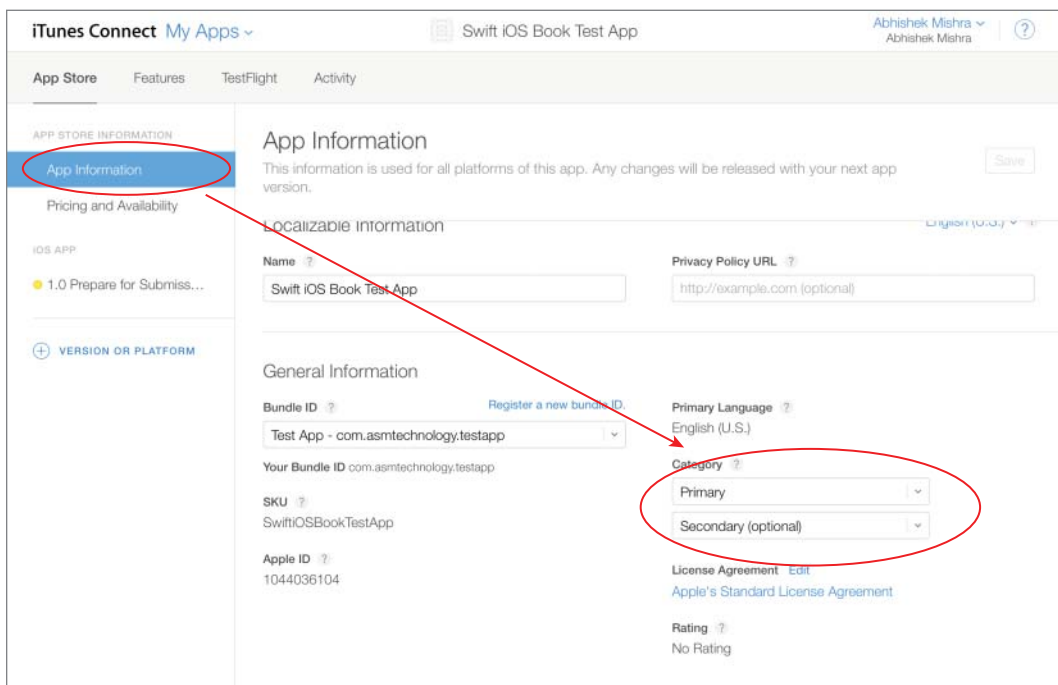 iTunes Connect My Apps
Swift iOS Book Test App
Abhishek Mishra
Abhishek Mishra
?
App Store Features TestFlight Activity
APP STORE INFORMATION
App Information
Pricing and Availability
iOS APP
1.0 Prepare for Submiss...
+ VERSION OR PLATFORM
App Information
This information is used for all platforms of this app. Any changes will be released with your next app
version.
Save
Localizable Information
English (U.S.) ?
Name ?
Swift iOS Book Test App
Privacy Policy URL ?
http://example.com (optional)
General Information
Bundle ID ? Register a new bundle ID.
Test App - com.asmtechnology.testapp
Your Bundle ID com.asmtechnology.testapp
SKU ?
SwiftiOSBookTestApp
Apple ID ?
1044036104
Primary Language ?
English (U.S.)
Category ?
Primary
Secondary (optional)
License Agreement Edit
Apple's Standard License Agreement
Rating ?
No Rating